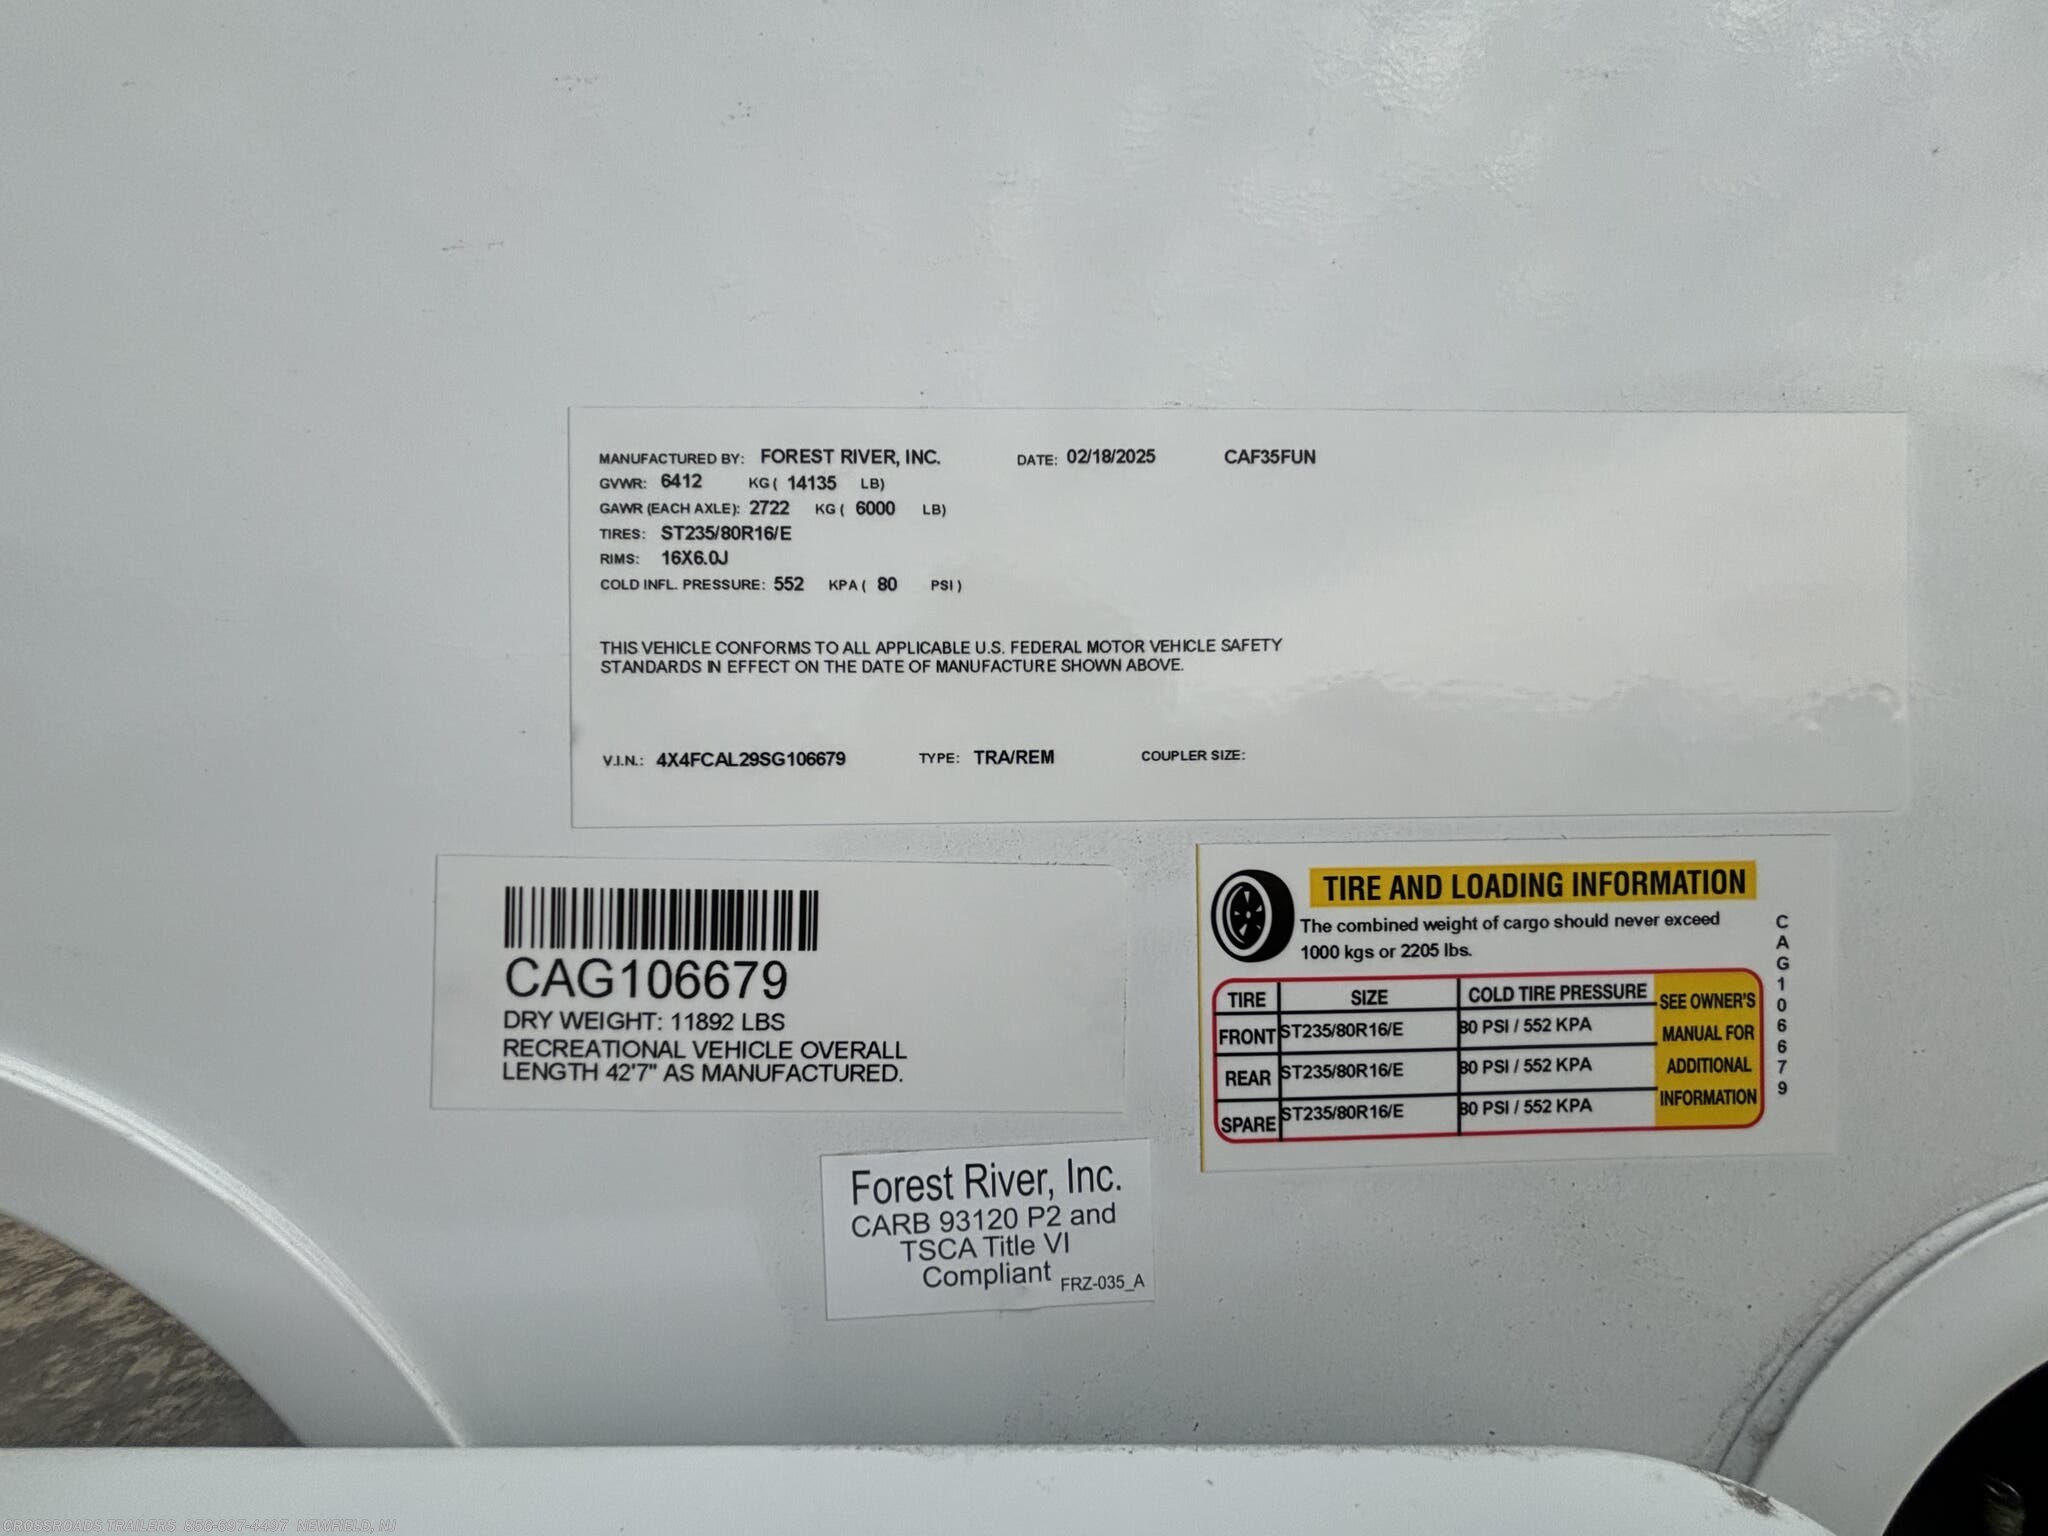 MANUFACTURED BY: FOREST RIVER, INC. DATE: 02/18/2025 CAF35FUN
GVWR: 6412 KG ( 14135 LB)
GAWR (EACH AXLE): 2722 KG ( 6000 LB)
TIRES: ST235/80R16/E
RIMS: 16X6.0J
COLD INFL. PRESSURE: 552 KPA ( 80 PSI )
THIS VEHICLE CONFORMS TO ALL APPLICABLE U.S. FEDERAL MOTOR VEHICLE SAFETY
STANDARDS IN EFFECT ON THE DATE OF MANUFACTURE SHOWN ABOVE.
V.I.N.: 4X4FCAL29SG106679 TYPE: TRA/REM COUPLER SIZE:
CAG106679
DRY WEIGHT: 11892 LBS
RECREATIONAL VEHICLE OVERALL
LENGTH 42'7" AS MANUFACTURED.
TIRE AND LOADING INFORMATION
The combined weight of cargo should never exceed
1000 kgs or 2205 lbs.
TIRE SIZE COLD TIRE PRESSURE
FRONT ST235/80R16/E 80 PSI / 552 KPA
REAR ST235/80R16/E 80 PSI / 552 KPA
SPARE ST235/80R16/E 80 PSI / 552 KPA
SEE OWNER'S
MANUAL FOR
ADDITIONAL
INFORMATION
CAG106679
Forest River, Inc.
CARB 93120 P2 and
TSCA Title VI
Compliant FRZ-035_A
CROSSROADS TRAILERS 856-697-4497 NEWFIELD, NJ